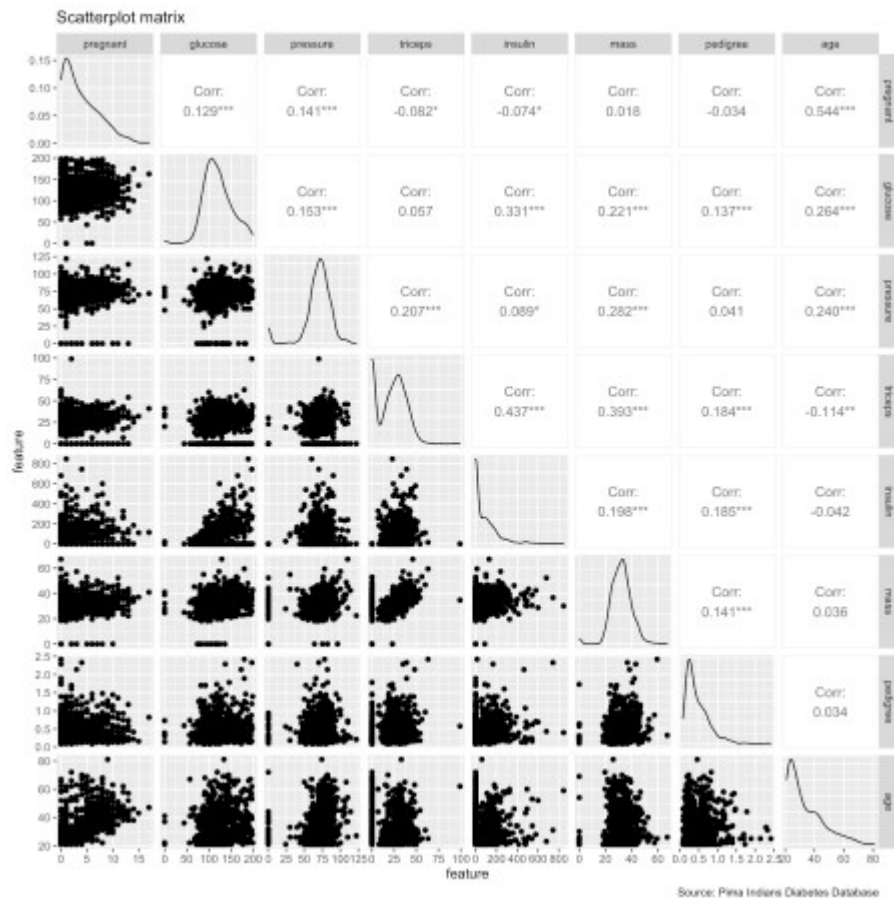 Scatterplot matrix
pregnant glucose pressure triceps insulin mass pedigree age
0.15
0.10
0.05
0.00
Corr: Corr: Corr: Corr: Corr: Corr: Corr:
0.129*** 0.141*** -0.082* -0.074* 0.018 -0.034 0.544***
pregnant
200
150
100
50
0
Corr: Corr: Corr: Corr: Corr: Corr:
0.153*** 0.057 0.331*** 0.221*** 0.137*** 0.264***
glucose
125
100
75
50
25
0
Corr: Corr: Corr: Corr: Corr:
0.207*** 0.089* 0.282*** 0.041 0.240***
pressure
100
75
50
25
0
Corr: Corr: Corr: Corr:
0.437*** 0.393*** 0.184*** -0.114**
triceps
feature
800
600
400
200
0
Corr: Corr: Corr:
0.198*** 0.185*** -0.042
insulin
60
40
20
0
Corr: Corr:
0.141*** 0.036
mass
2.5
2.0
1.5
1.0
0.5
0.0
Corr:
0.034
pedigree
80
60
40
20
age
0 5 10 15 0 50 100 150 200 0 25 50 75 100 125 0 25 50 75 100 0 200 400 600 800 0 20 40 60 0.0 0.5 1.0 1.5 2.0 2.5 20 40 60 80
feature
Source: Pima Indians Diabetes Database